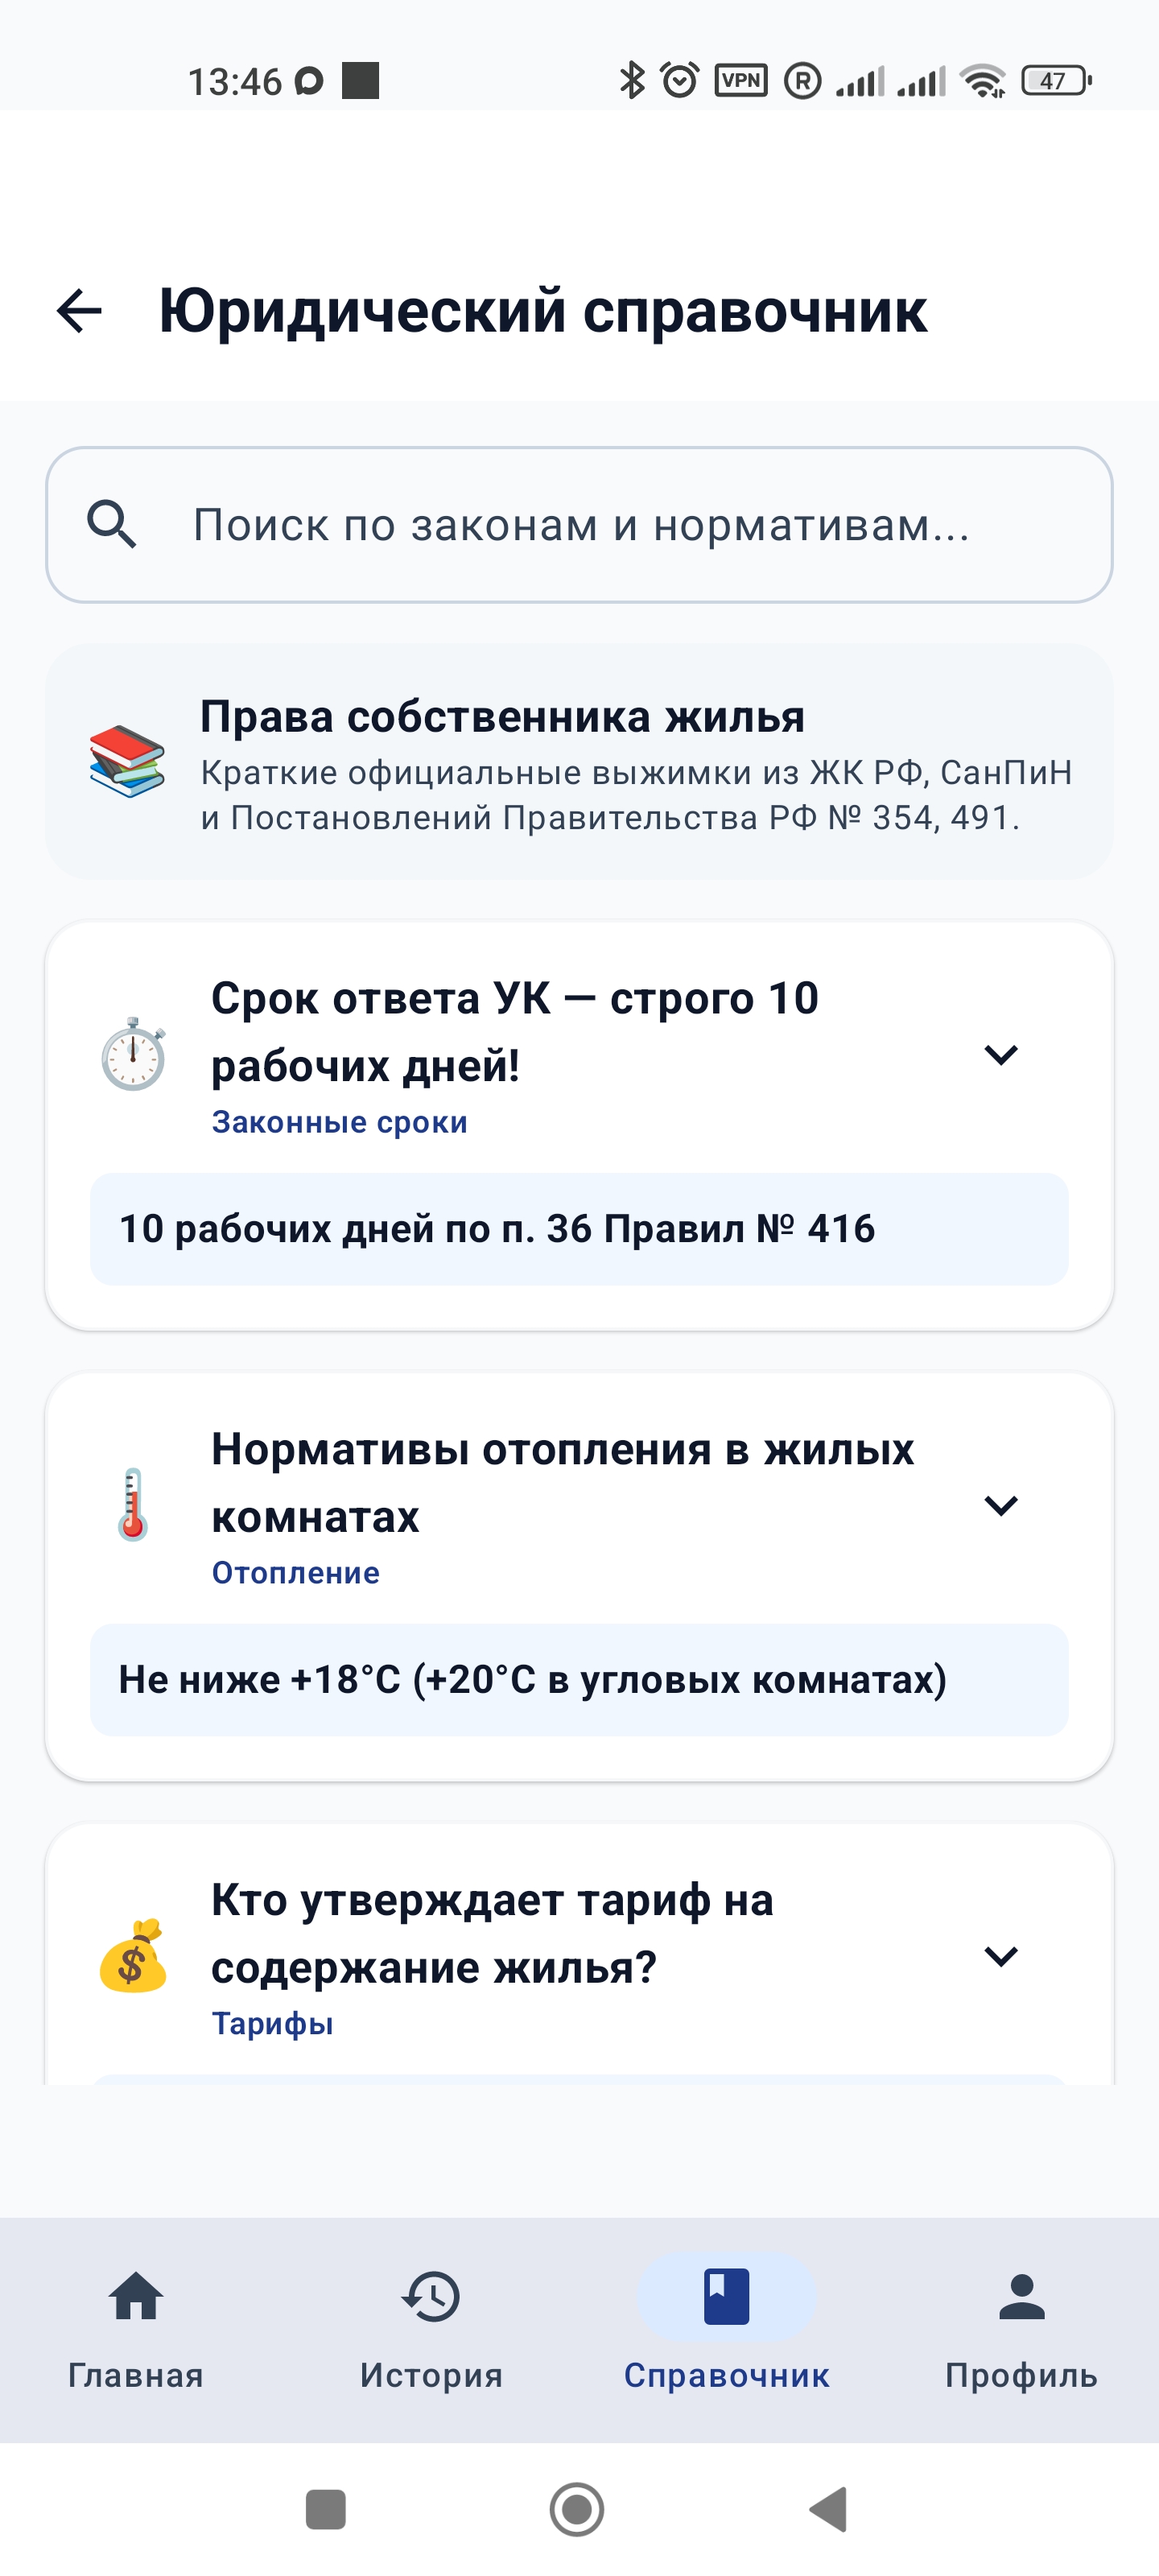 13:46
VPN
R
47
Юридический справочник
Поиск по законам и нормативам...
Права собственника жилья
Краткие официальные выжимки из ЖК РФ, СанПиН
и Постановлений Правительства РФ № 354, 491.
Срок ответа УК — строго 10
рабочих дней!
Законные сроки
10 рабочих дней по п. 36 Правил № 416
Нормативы отопления в жилых
комнатах
Отопление
Не ниже +18°C (+20°C в угловых комнатах)
Кто утверждает тариф на
содержание жилья?
Тарифы
Главная
История
Справочник
Профиль